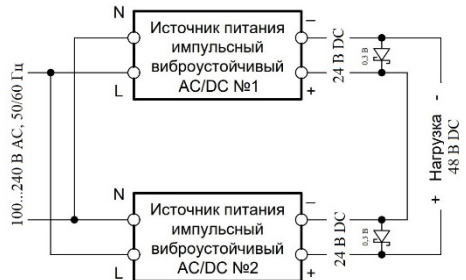 N
Источник питания
импульсный
виброустойчивый
AC/DC №1
L
–
+
24 В DC
0,3 В
100...240 В AC, 50/60 Гц
+ Нагрузка -
48 В DC
N
Источник питания
импульсный
виброустойчивый
AC/DC №2
L
–
+
24 В DC
0,3 В